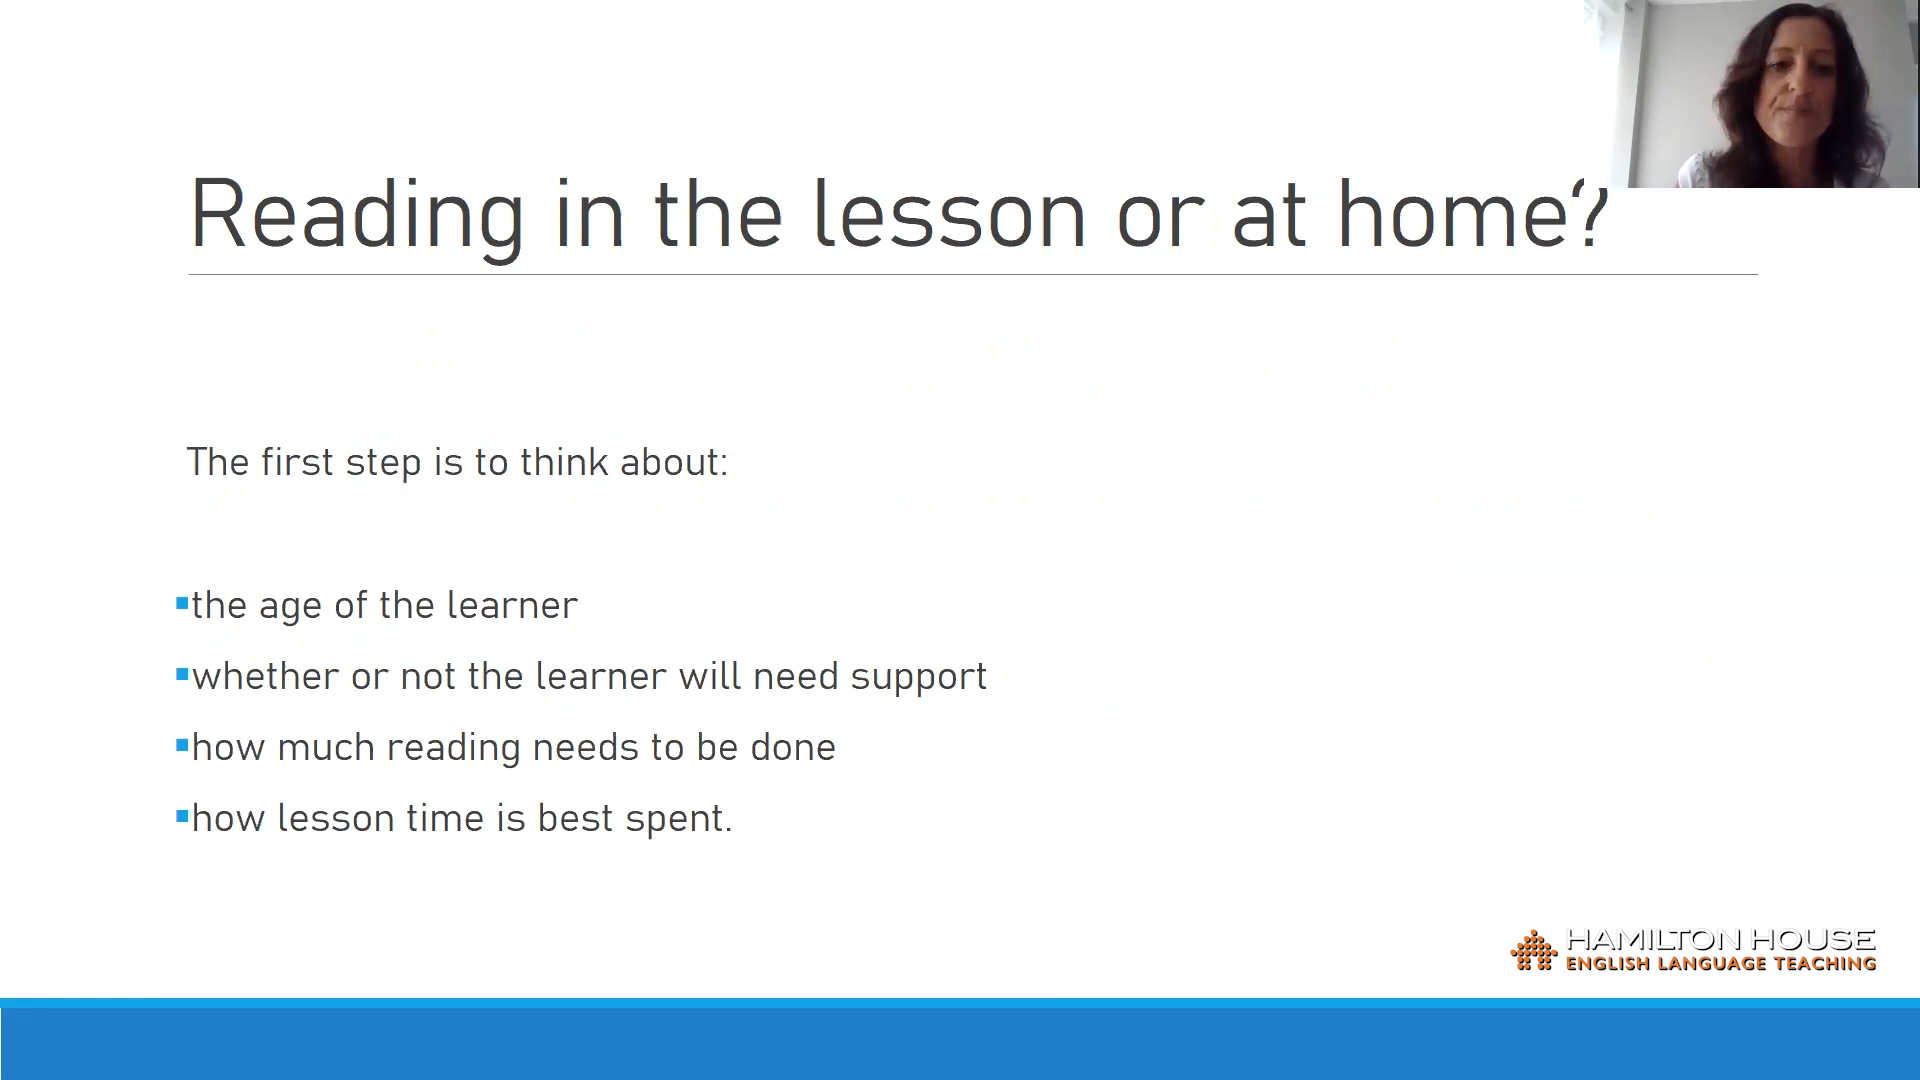 Reading in the lesson or at home?
The first step is to think about:
▪the age of the learner
▪whether or not the learner will need support
▪how much reading needs to be done
▪how lesson time is best spent.
HAMILTON HOUSE
ENGLISH LANGUAGE TEACHING